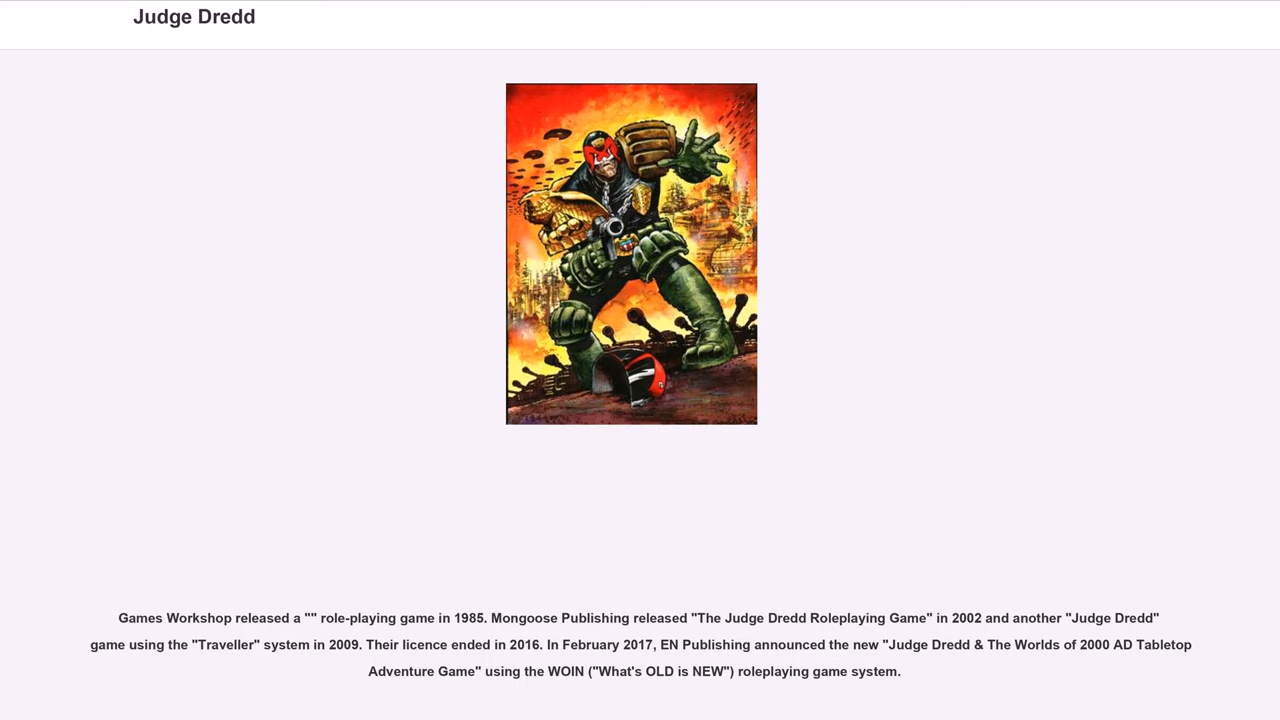 Judge Dredd
Games Workshop released a "" role-playing game in 1985. Mongoose Publishing released "The Judge Dredd Roleplaying Game" in 2002 and another "Judge Dredd"
game using the "Traveller" system in 2009. Their licence ended in 2016. In February 2017, EN Publishing announced the new "Judge Dredd & The Worlds of 2000 AD Tabletop
Adventure Game" using the WOIN ("What's OLD is NEW") roleplaying game system.